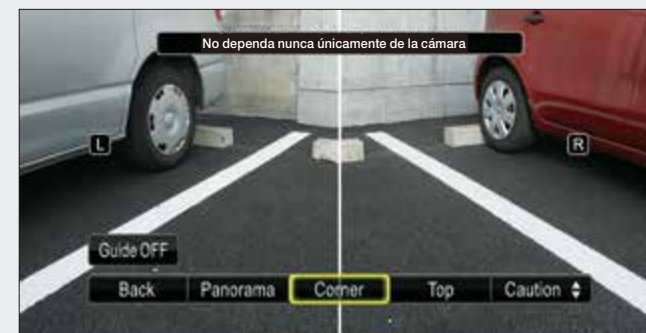 No dependa nunca únicamente de la cámara
L R
Guide OFF
Back Panorama Corner Top Caution